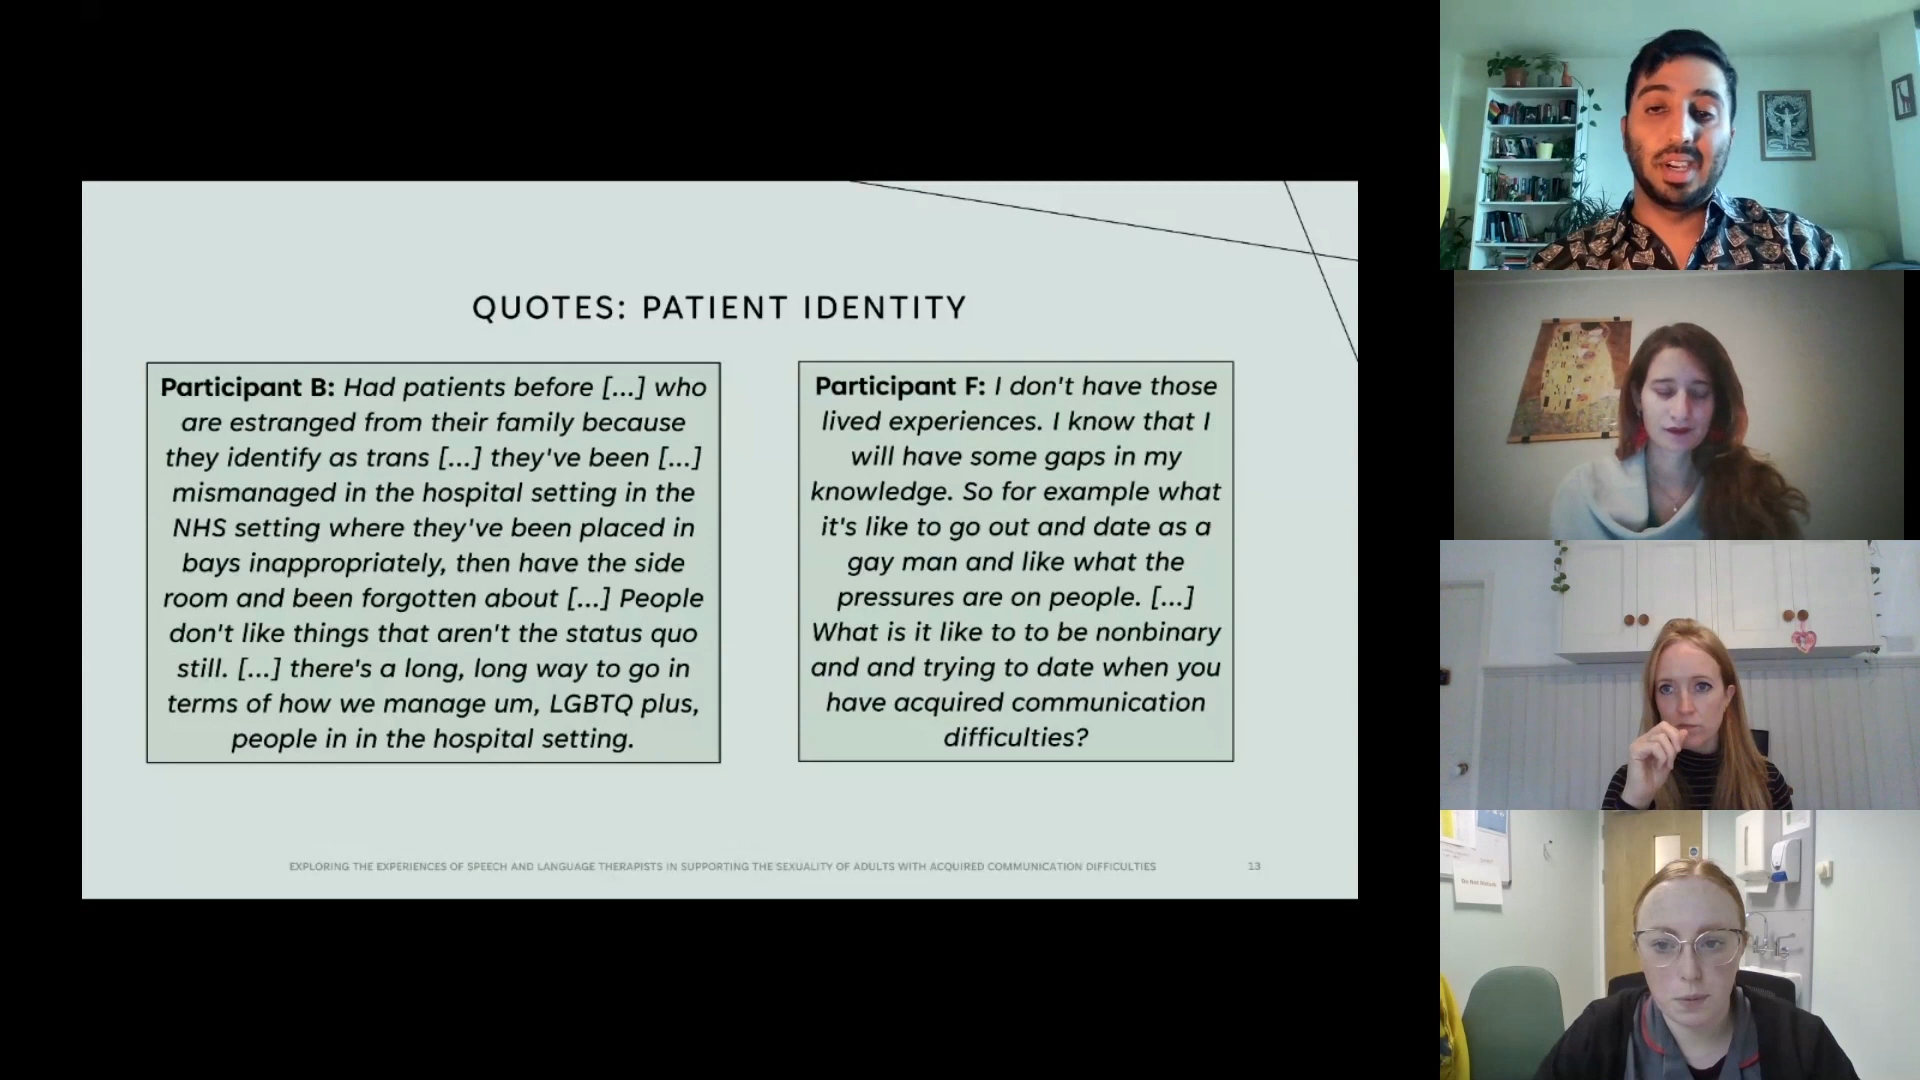 QUOTES: PATIENT IDENTITY
Participant B: Had patients before [...] who
are estranged from their family because
they identify as trans [...] they've been [...]
mismanaged in the hospital setting in the
NHS setting where they've been placed in
bays inappropriately, then have the side
room and been forgotten about [...] People
don't like things that aren't the status quo
still. [...] there's a long, long way to go in
terms of how we manage um, LGBTQ plus,
people in in the hospital setting.
Participant F: I don't have those
lived experiences. I know that I
will have some gaps in my
knowledge. So for example what
it's like to go out and date as a
gay man and like what the
pressures are on people. [...]
What is it like to to be nonbinary
and and trying to date when you
have acquired communication
difficulties?
EXPLORING THE EXPERIENCES OF SPEECH AND LANGUAGE THERAPISTS IN SUPPORTING THE SEXUALITY OF ADULTS WITH ACQUIRED COMMUNICATION DIFFICULTIES
13
Do Not Disturb